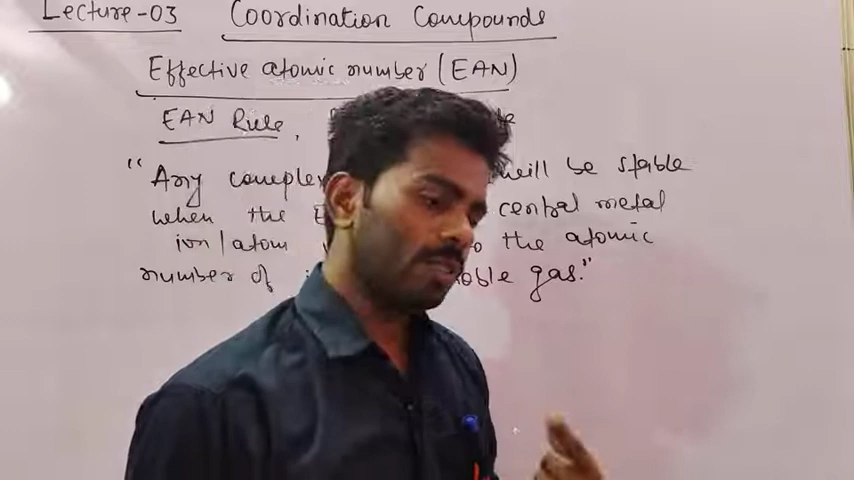 Lecture-03 Coordination Compounds
Effective atomic number (EAN)
EAN Rule,
"Any complex will be stable
when the central metal
ion/atom the atomic
number of noble gas."